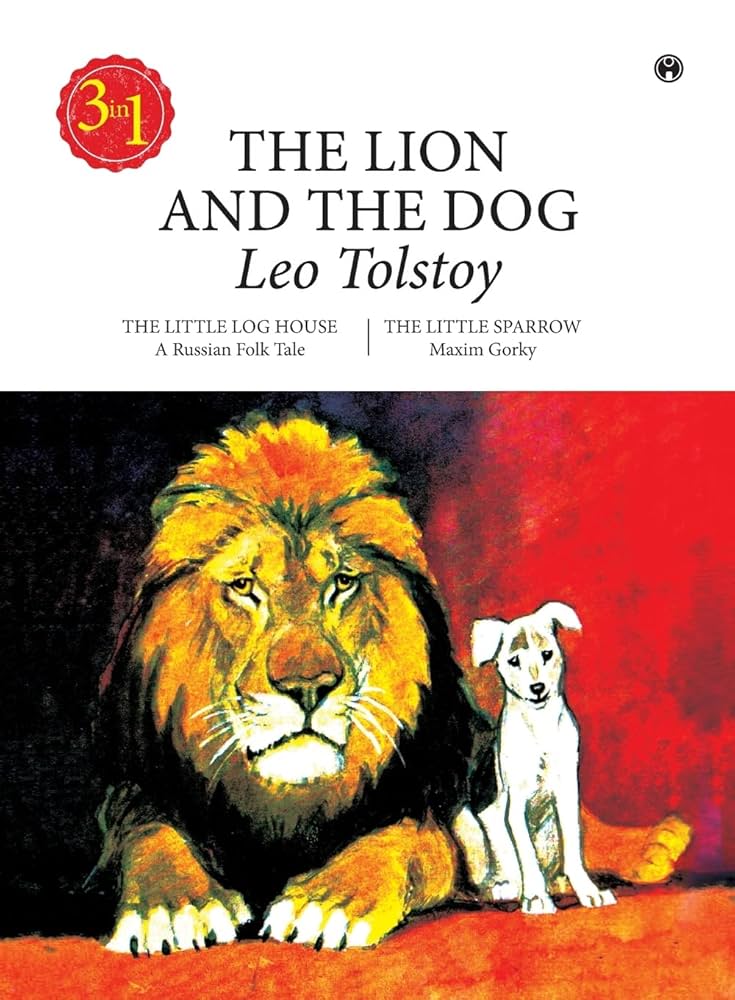 3in1
THE LION
AND THE DOG
Leo Tolstoy
THE LITTLE LOG HOUSE
A Russian Folk Tale
THE LITTLE SPARROW
Maxim Gorky